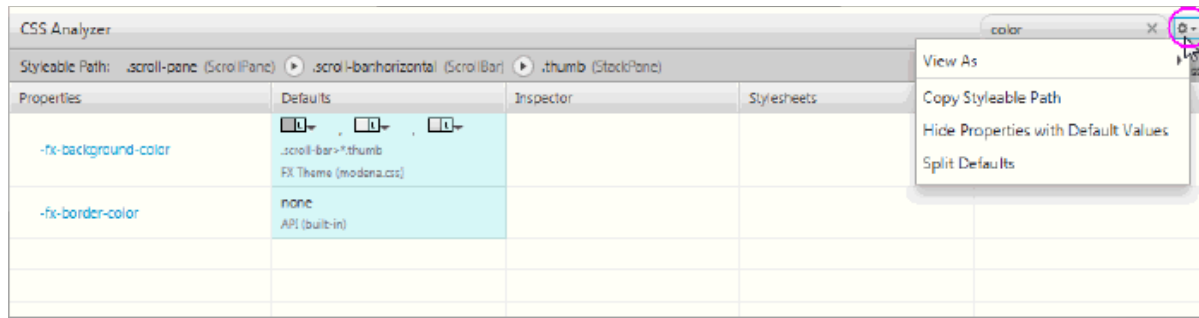 CSS Analyzer color
Styleable Path: .scroll-pane (ScrollPane) .scroll-bar:horizontal (ScrollBar) .thumb (StackPane)
View As
Copy Styleable Path
Hide Properties with Default Values
Split Defaults
Properties Defaults Inspector Stylesheets
-fx-background-color
.scroll-bar>*.thumb
FX Theme (modena.css)
-fx-border-color
none
API (built-in)